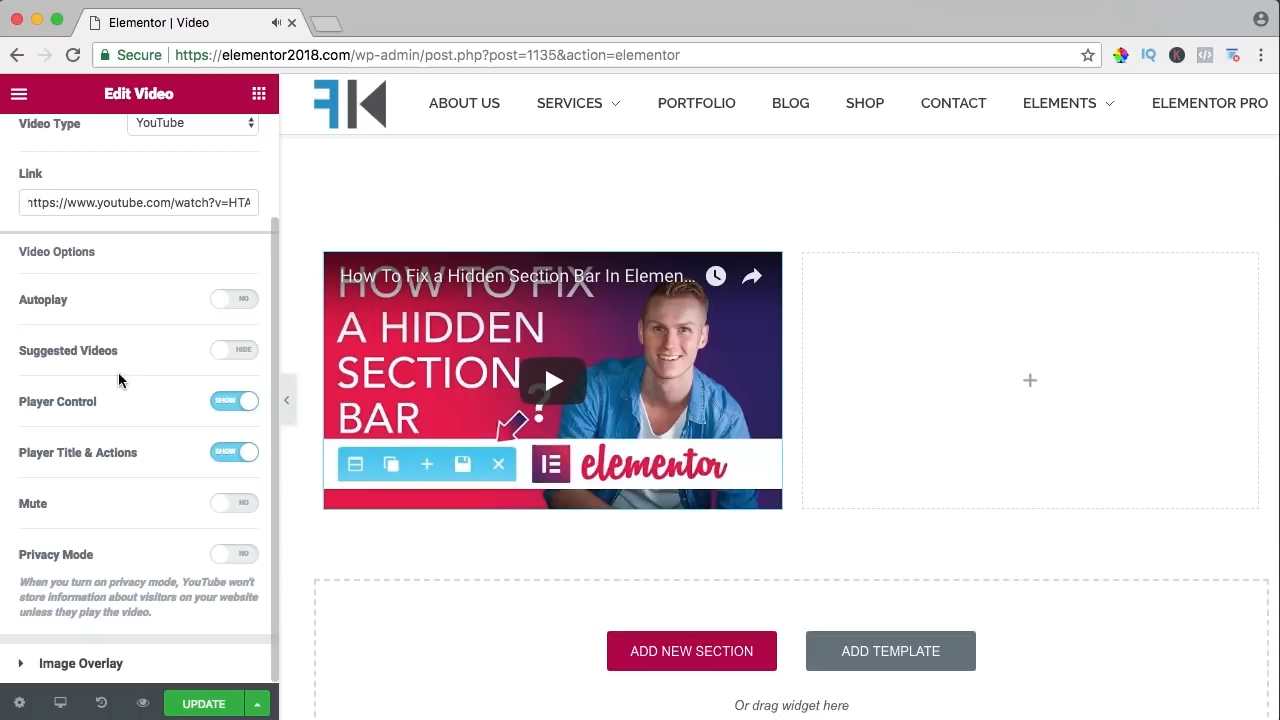 Elementor | Video
Secure
https://elementor2018.com/wp-admin/post.php?post=1135&action=elementor
IQ
K
Edit Video
FK
ABOUT US
SERVICES
PORTFOLIO
BLOG
SHOP
CONTACT
ELEMENTS
ELEMENTOR PRO
Video Type
YouTube
Link
https://www.youtube.com/watch?v=HTA
Video Options
Autoplay
NO
Suggested Videos
HIDE
Player Control
SHOW
Player Title & Actions
SHOW
Mute
NO
Privacy Mode
NO
When you turn on privacy mode, YouTube won't
store information about visitors on your website
unless they play the video.
Image Overlay
UPDATE
How To Fix a Hidden Section Bar In Elemen...
HOW TO FIX
A HIDDEN
SECTION
BAR
?
elementor
ADD NEW SECTION
ADD TEMPLATE
Or drag widget here